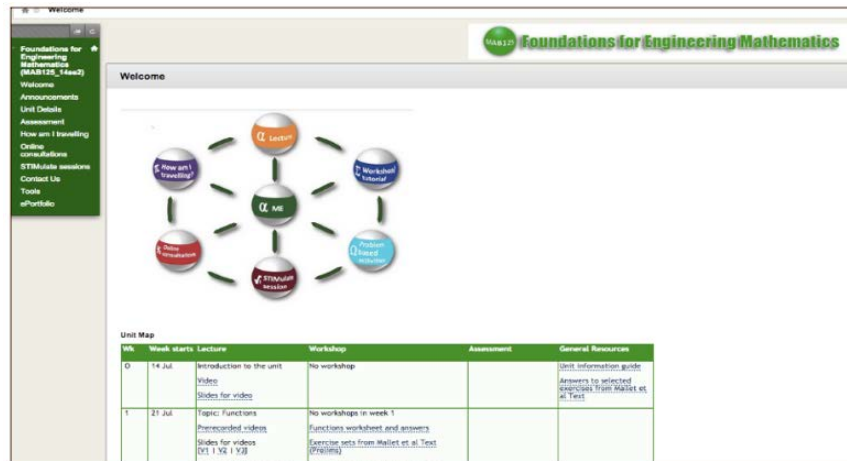 Welcome
MAB125 Foundations for Engineering Mathematics
Foundations for
Engineering
Mathematics
(MAB125_14se2)
Welcome
Announcements
Unit Details
Assessment
How am I travelling
Online
consultations
STIMulate sessions
Contact Us
Tools
ePortfolio
Welcome
α Lecture
How am I
travelling?
Σ Workshop/
tutorial
α ME
Online
consultations
Ω Problem
based
√ STIMulate
session
Unit Map
Wk Week starts Lecture Workshop Assessment General Resources
0 14 Jul Introduction to the unit No workshop Unit information guide
Video Answers to selected
exercises from Mallet et
al Text
Slides for video
1 21 Jul Topic: Functions No workshops in week 1
Prerecorded videos Functions worksheet and answers
Slides for videos Exercise sets from Mallet et al Text
[V1 | V2 | V3] (Prelims)